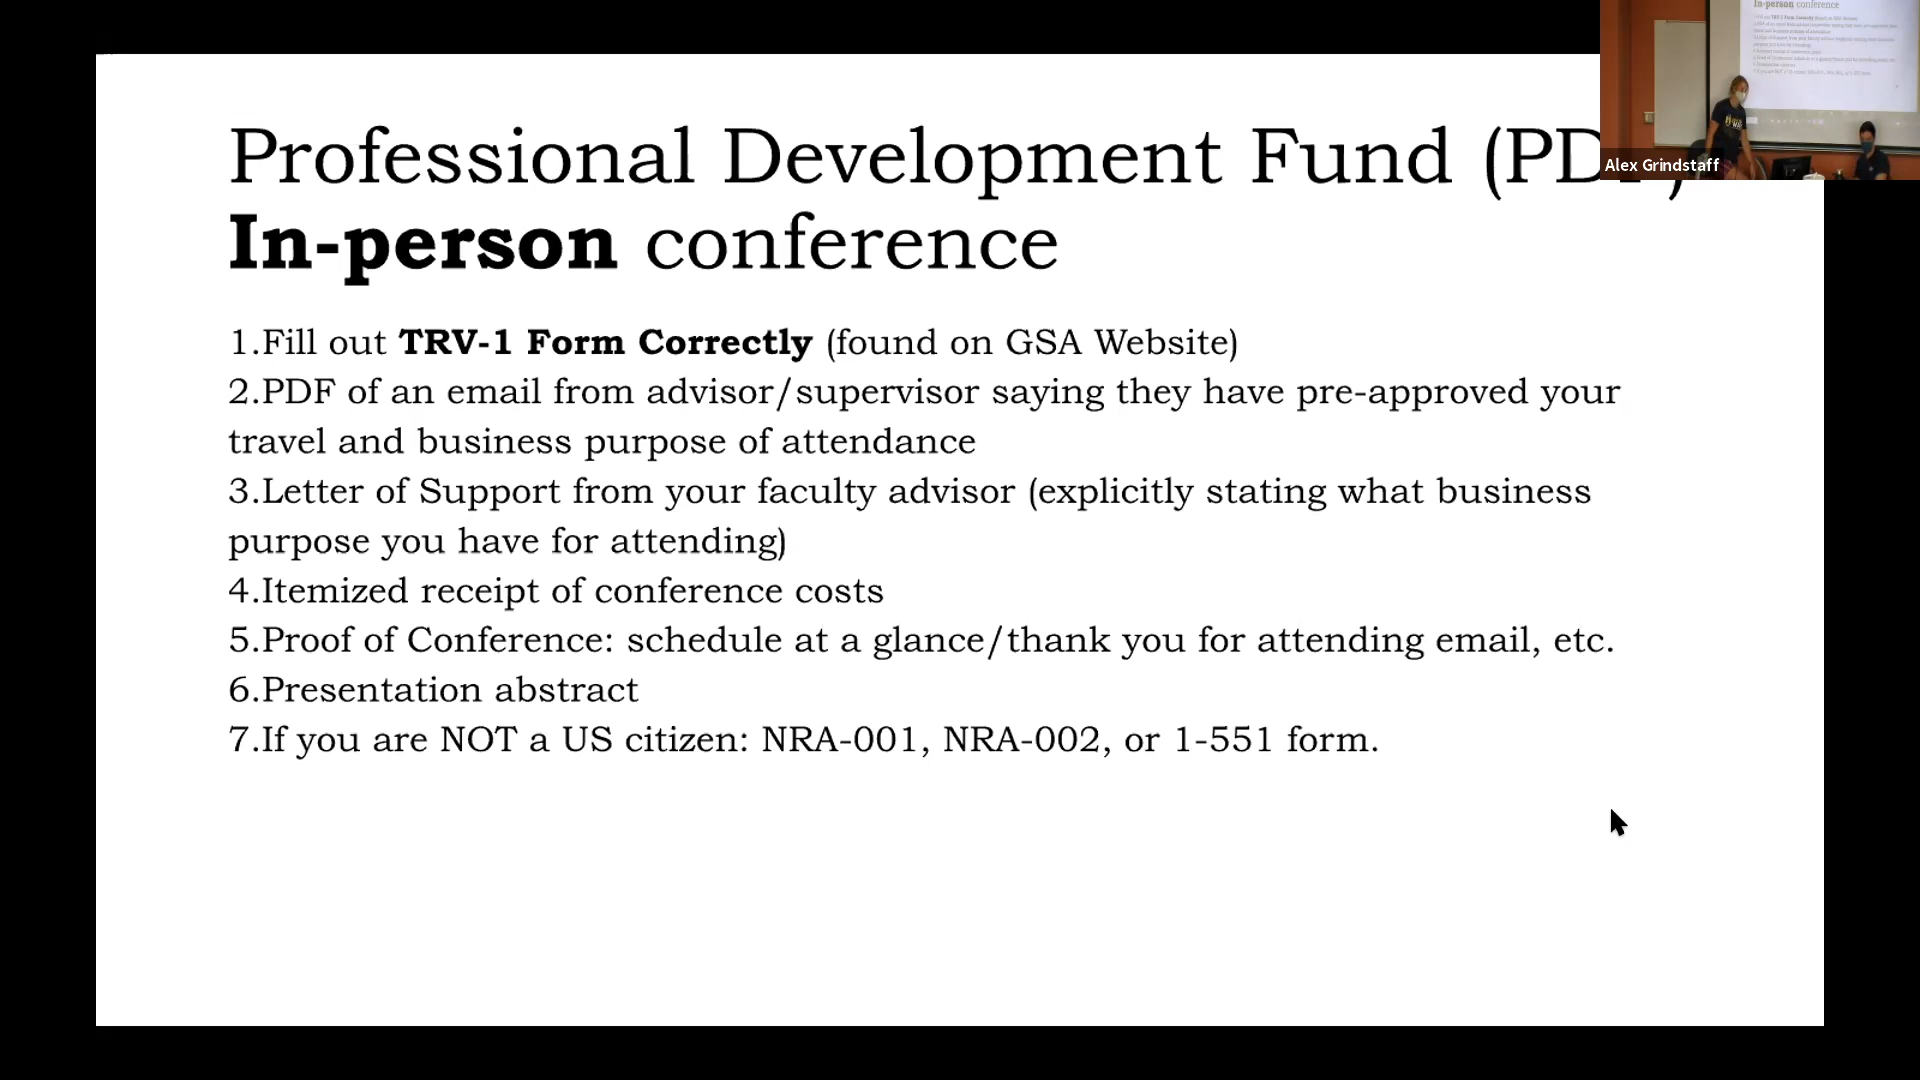 Professional Development Fund (PDF)
In-person conference
1.Fill out TRV-1 Form Correctly (found on GSA Website)
2.PDF of an email from advisor/supervisor saying they have pre-approved your
travel and business purpose of attendance
3.Letter of Support from your faculty advisor (explicitly stating what business
purpose you have for attending)
4.Itemized receipt of conference costs
5.Proof of Conference: schedule at a glance/thank you for attending email, etc.
6.Presentation abstract
7.If you are NOT a US citizen: NRA-001, NRA-002, or 1-551 form.
In-person conference
Alex Grindstaff